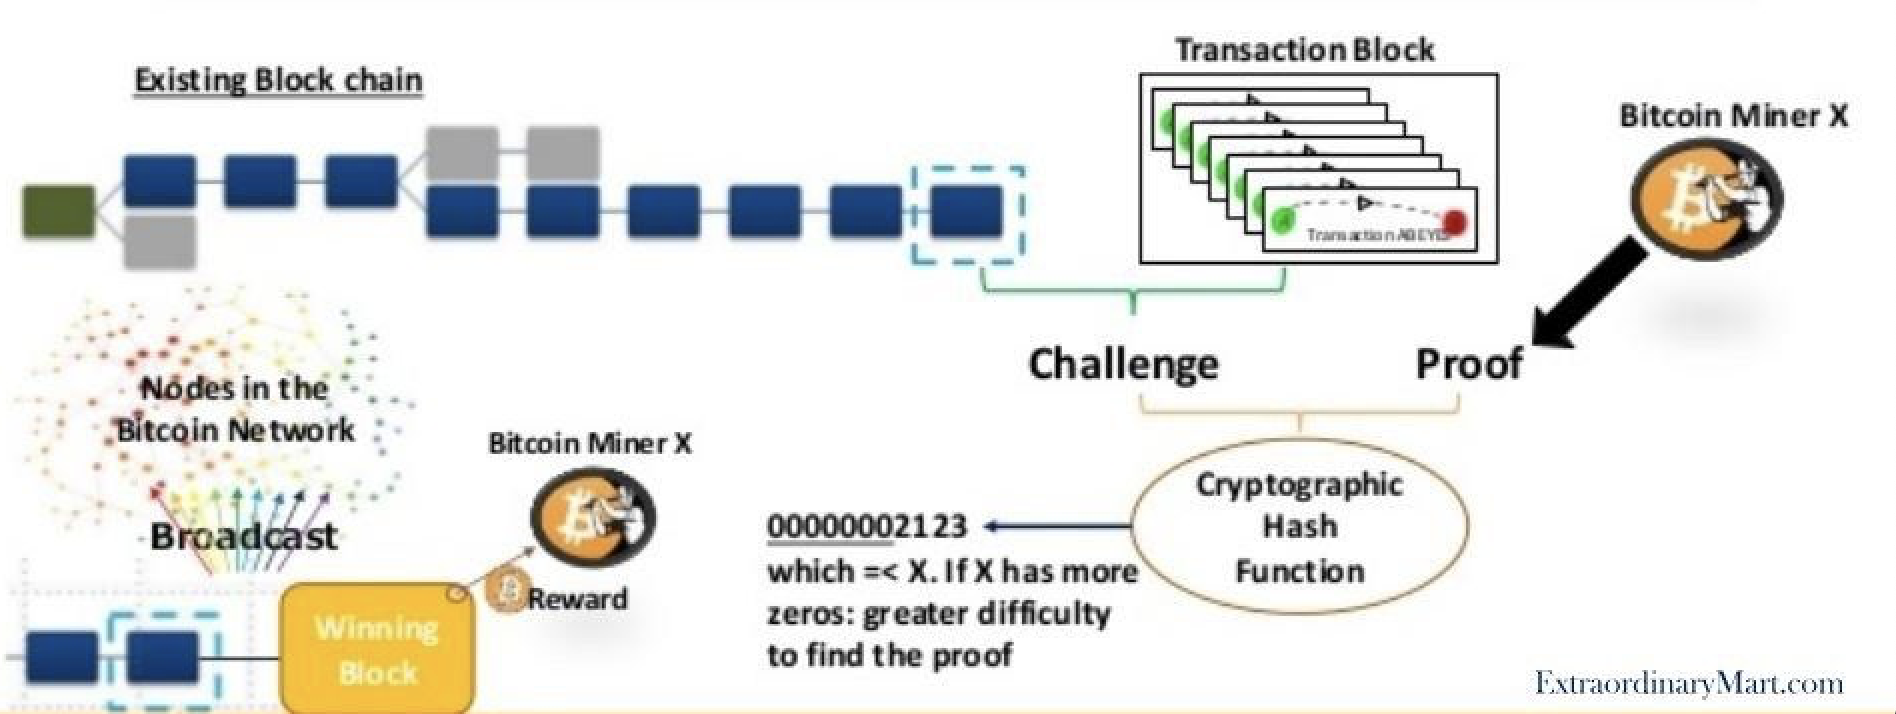 Existing Block chain
Transaction Block
Bitcoin Miner X
Challenge
Proof
Nodes in the
Bitcoin Network
Broadcast
Bitcoin Miner X
Reward
Winning
Block
Cryptographic
Hash
Function
00000002123
which =< X. If X has more
zeros: greater difficulty
to find the proof
Transaction
ExtraordinaryMart.com